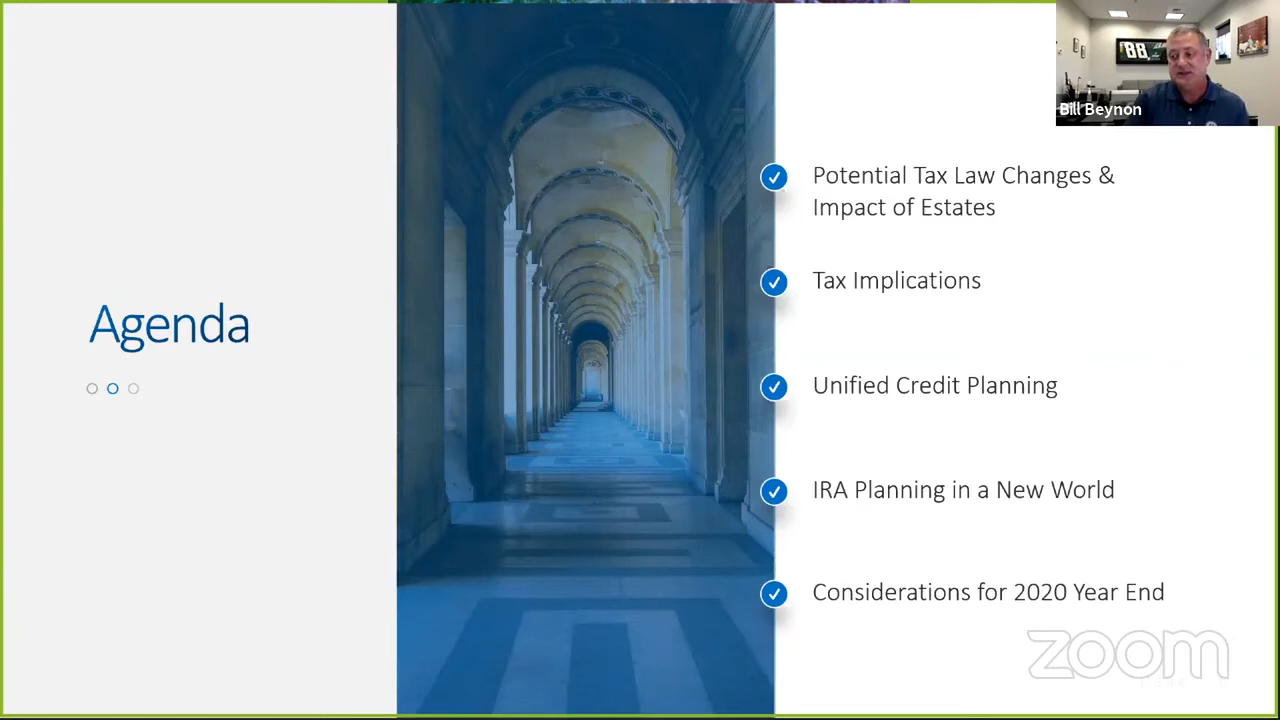 88
Bill Beynon
Potential Tax Law Changes &
Impact of Estates
Tax Implications
Agenda
Unified Credit Planning
IRA Planning in a New World
Considerations for 2020 Year End
zoom